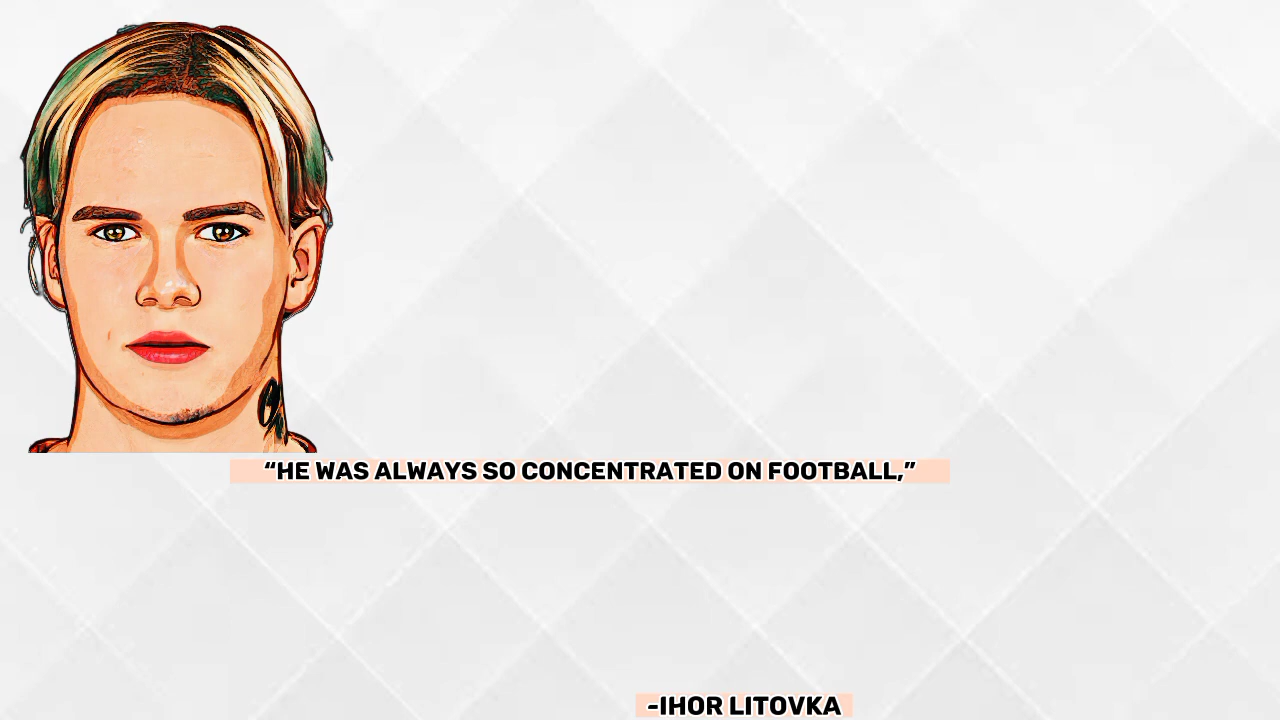 “HE WAS ALWAYS SO CONCENTRATED ON FOOTBALL,”
-IHOR LITOVKA